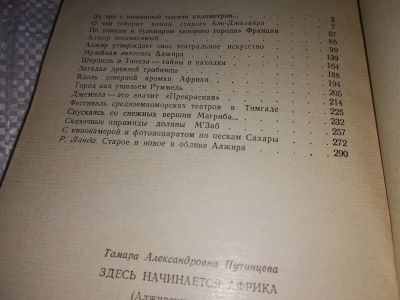 За три с половиной тысячи километров... 3
О чем говорят камни старого Аль-Джазаира 7
По улицам и бульварам «второго города» Франции 57
Алжир независимый 65
Алжир утверждает свое театральное искусство 99
Музейная летопись Алжира 139
Шершель и Типаза — тайны и находки 164
Загадка древней гробницы 188
Вдоль северной кромки Африки 194
Город над ущельем Руммель 205
Джемила — это значит «Прекрасная» 214
Фестиваль средиземноморских театров в Тимгаде 225
Спускаясь со снежных вершин Магриба... 232
Сказочные пирамиды долины М'Заб 257
С кинокамерой и фотоаппаратом по пескам Сахары 272
Р. Ланда. Старое и новое в облике Алжира 290
Тамара Александровна Путинцева
ЗДЕСЬ НАЧИНАЕТСЯ АФРИКА